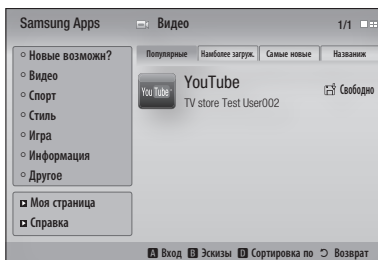 Samsung Apps Видео 1/1
Новые возможн?
Видео
Спорт
Стиль
Игра
Информация
Другое
Моя страница
Справка
Популярные Наиболее загруж. Самые новые Названия
You Tube
YouTube
TV store Test User002
Свободно
A Вход B Эскизы D Сортировка по Возврат